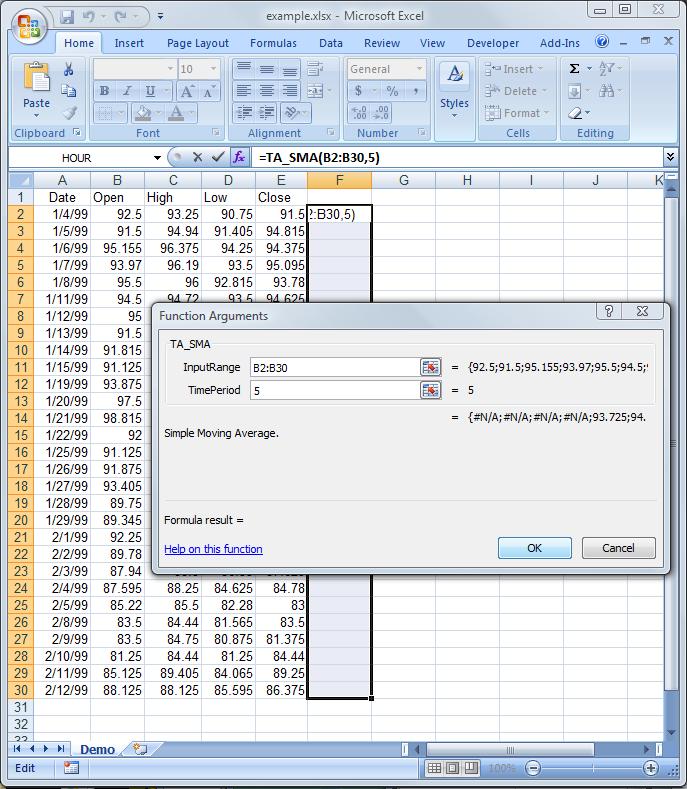 example.xlsx - Microsoft Excel
Home Insert Page Layout Formulas Data Review View Developer Add-Ins
10 General Insert Σ
Paste B I U A A $ % , Styles Delete
A Format
Clipboard Font Alignment Number Cells Editing
HOUR fx =TA_SMA(B2:B30,5)
A B C D E F G H I J K
1 Date Open High Low Close
2 1/4/99 92.5 93.25 90.75 91.5 2:B30,5)
3 1/5/99 91.5 94.94 91.405 94.815
4 1/6/99 95.155 96.375 94.25 94.375
5 1/7/99 93.97 96.19 93.5 95.095
6 1/8/99 95.5 96 92.815 93.78
7 1/11/99 94.5 94.72 93.5 94.625
8 1/12/99 95
9 1/13/99 91.5
10 1/14/99 91.815
11 1/15/99 91.125
12 1/19/99 93.875
13 1/20/99 97.5
14 1/21/99 98.815
15 1/22/99 92
16 1/25/99 91.125
17 1/26/99 91.875
18 1/27/99 93.405
19 1/28/99 89.75
20 1/29/99 89.345
21 2/1/99 92.25
22 2/2/99 89.78
23 2/3/99 87.94
24 2/4/99 87.595 88.25 84.625 84.78
25 2/5/99 85.22 85.5 82.28 83
26 2/8/99 83.5 84.44 81.565 83.5
27 2/9/99 83.5 84.75 80.875 81.375
28 2/10/99 81.25 84.44 81.25 84.44
29 2/11/99 85.125 89.405 84.065 89.25
30 2/12/99 88.125 88.125 85.595 86.375
31
32
Function Arguments
TA_SMA
InputRange B2:B30 = {92.5;91.5;95.155;93.97;95.5;94.5;
TimePeriod 5 = 5
= {#N/A;#N/A;#N/A;#N/A;93.725;94.
Simple Moving Average.
Formula result =
Help on this function OK Cancel
Demo
Edit 100%